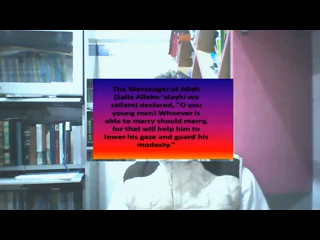 The Messenger of Allah
(Salla Allahu 'alayhi wa
sallam) declared, "O you
young men! Whoever is
able to marry should marry,
for that will help him to
lower his gaze and guard his
modesty."